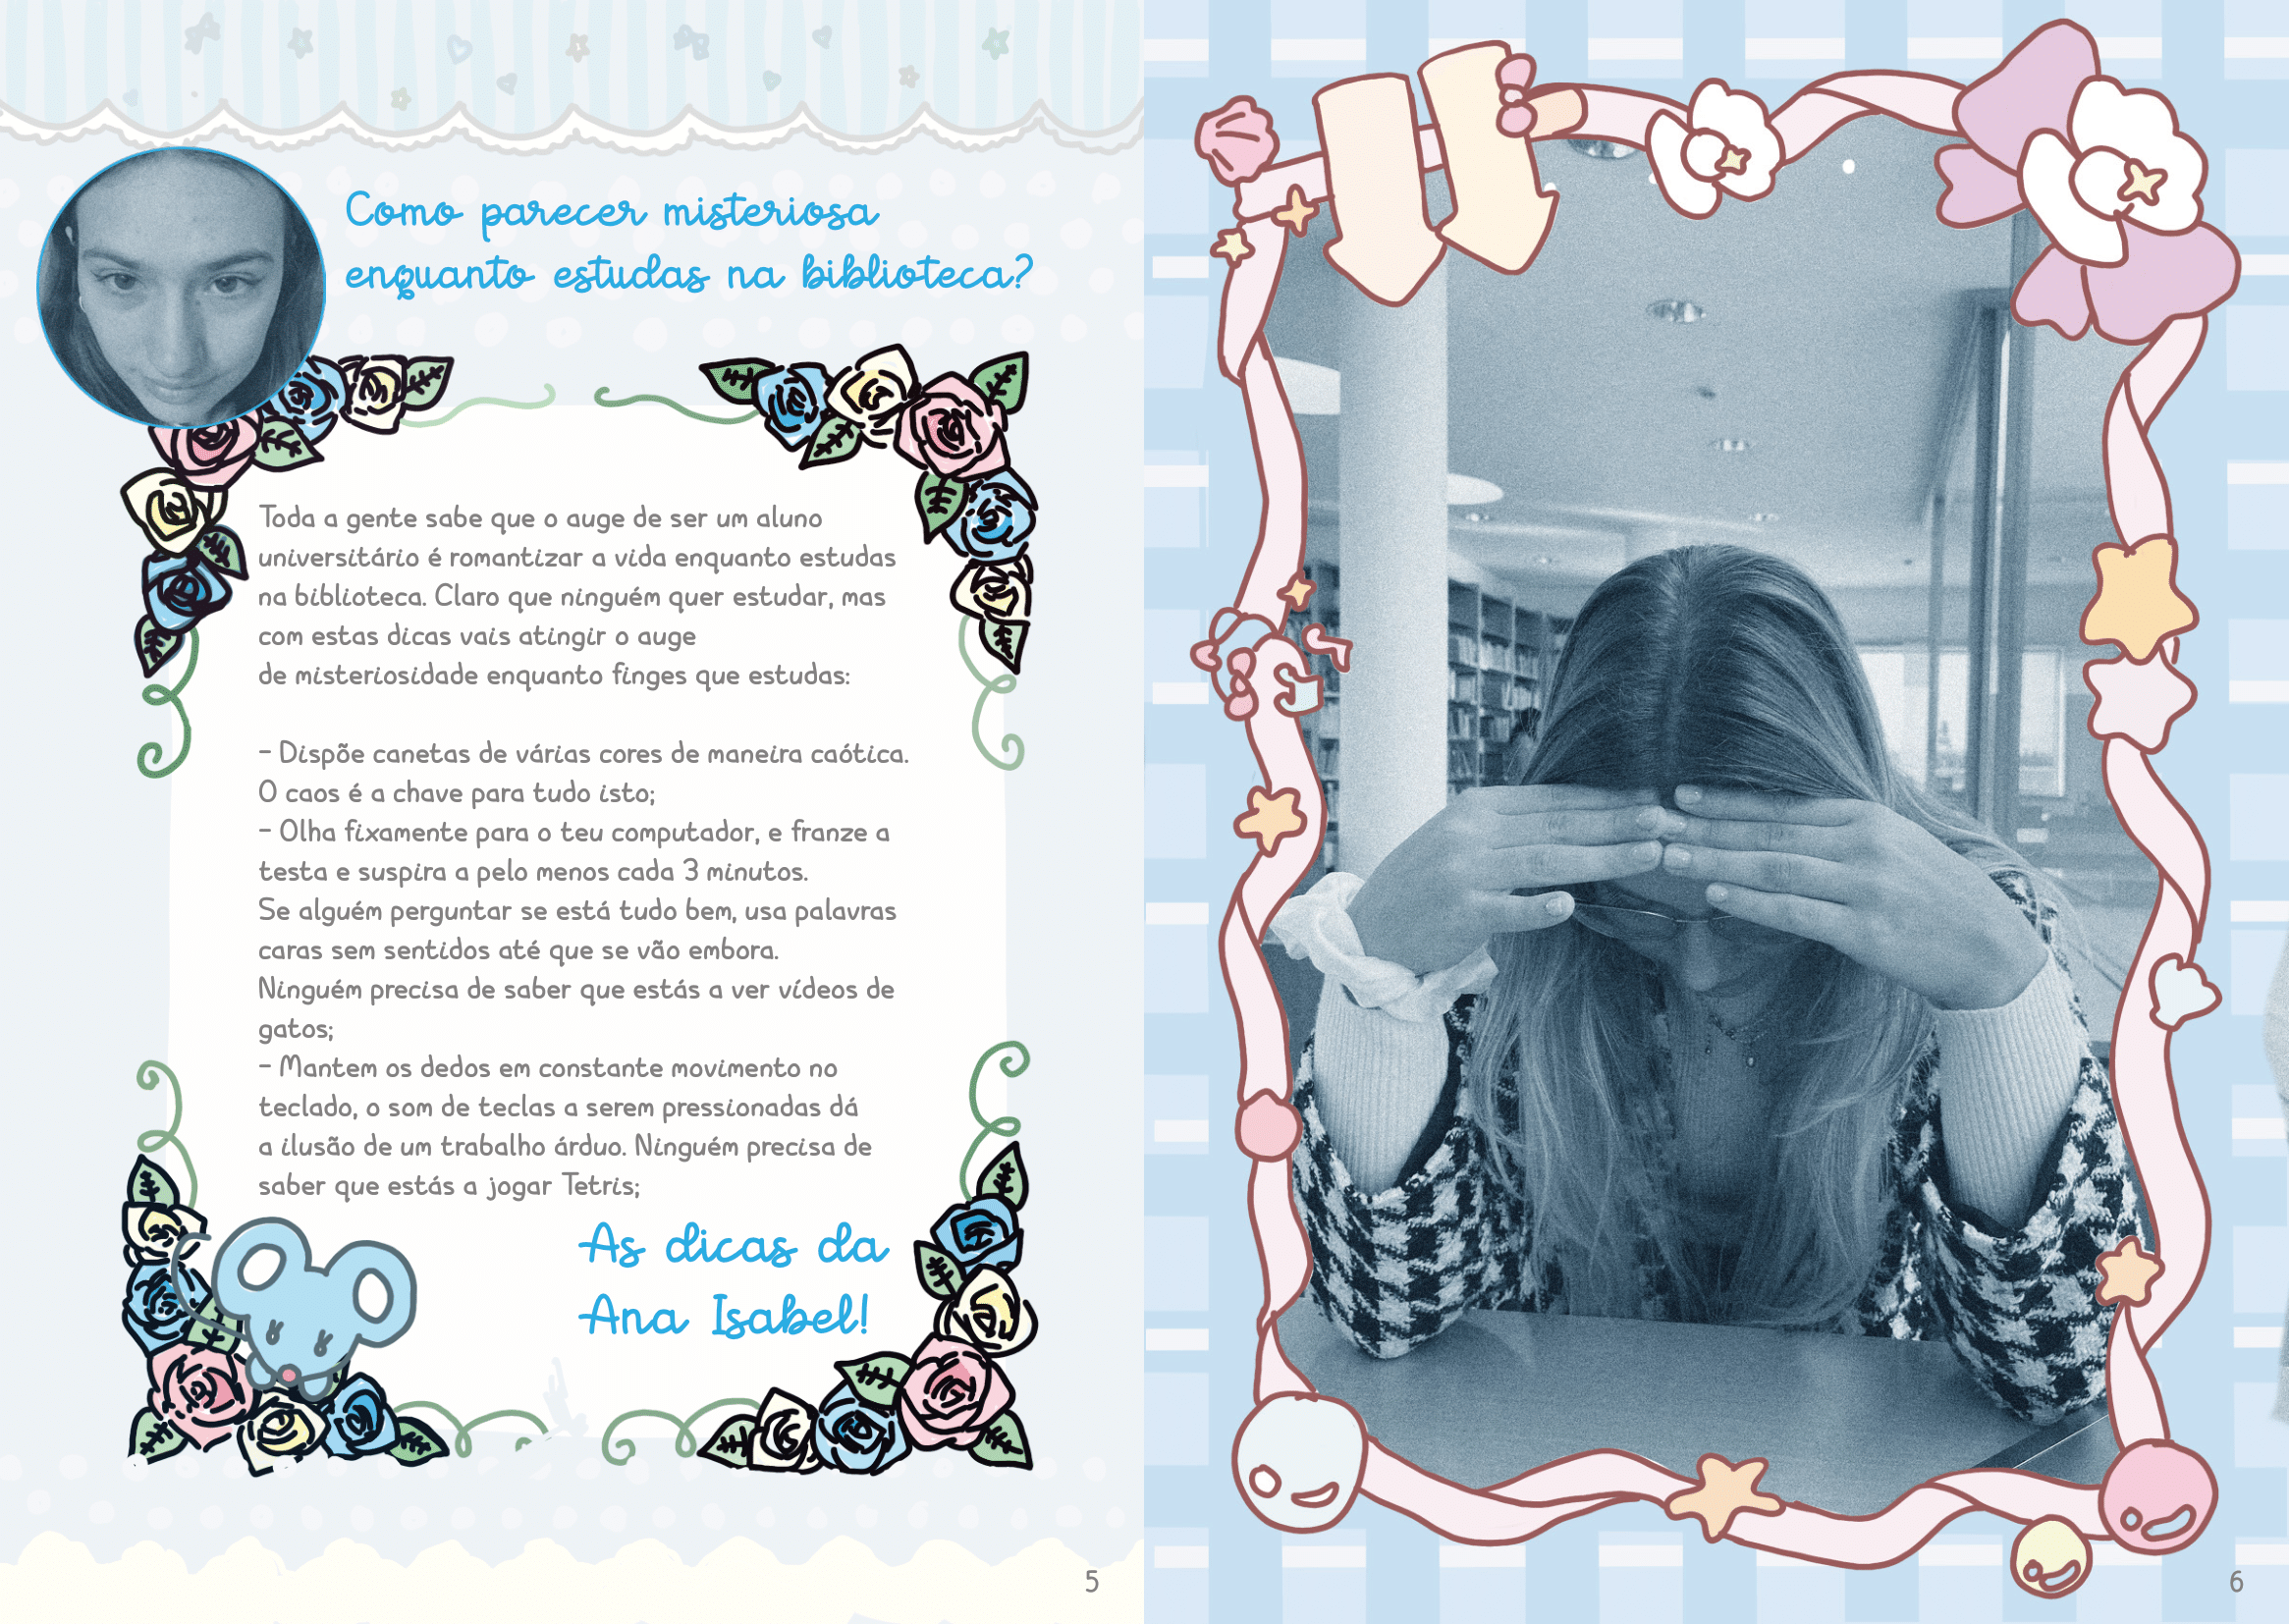 Como parecer misteriosa
enquanto estudas na biblioteca?
Toda a gente sabe que o auge de ser um aluno
universitário é romantizar a vida enquanto estudas
na biblioteca. Claro que ninguém quer estudar, mas
com estas dicas vais atingir o auge
de misteriosidade enquanto finges que estudas:
- Dispõe canetas de várias cores de maneira caótica.
O caos é a chave para tudo isto;
- Olha fixamente para o teu computador, e franze a
testa e suspira a pelo menos cada 3 minutos.
Se alguém perguntar se está tudo bem, usa palavras
caras sem sentidos até que se vão embora.
Ninguém precisa de saber que estás a ver vídeos de
gatos;
- Mantem os dedos em constante movimento no
teclado, o som de teclas a serem pressionadas dá
a ilusão de um trabalho árduo. Ninguém precisa de
saber que estás a jogar Tetris;
As dicas da
Ana Isabel!
5
6